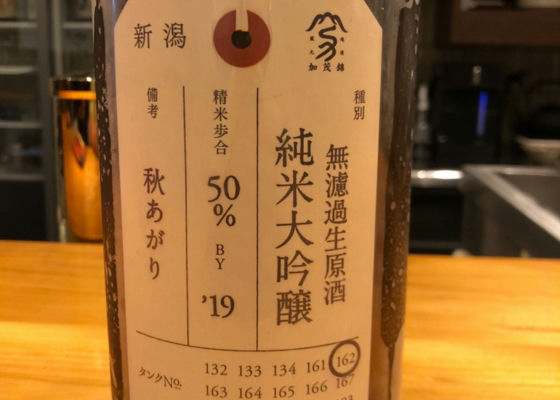 新潟
加茂錦
種別
無濾過生原酒
純米大吟醸
精米歩合
50%
BY
'19
備考
秋あがり
タンクNo.
132 133 134 161 162
163 164 165 166 167